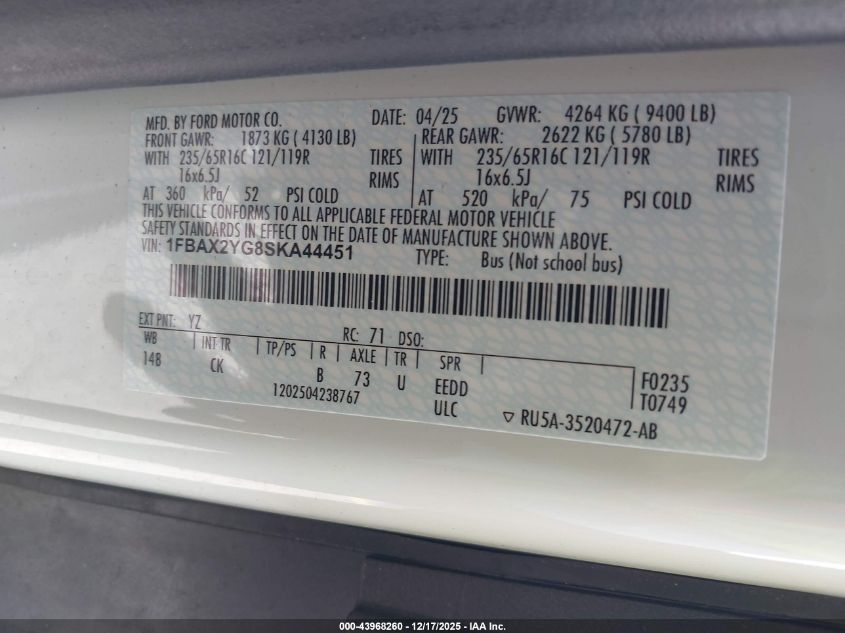 MFD. BY FORD MOTOR CO. DATE: 04/25 GVWR: 4264 KG ( 9400 LB)
FRONT GAWR: 1873 KG ( 4130 LB) REAR GAWR: 2622 KG ( 5780 LB)
WITH 235/65R16C 121/119R TIRES WITH 235/65R16C 121/119R TIRES
16x6.5J RIMS 16x6.5J RIMS
AT 360 kPa/ 52 PSI COLD AT 520 kPa/ 75 PSI COLD
THIS VEHICLE CONFORMS TO ALL APPLICABLE FEDERAL MOTOR VEHICLE
SAFETY STANDARDS IN EFFECT ON THE DATE OF MANUFACTURE SHOWN ABOVE.
VIN: 1FBAX2YG8SKA44451 TYPE: Bus (Not school bus)
EXT PNT: YZ RC: 71 DSO:
WB INT TR TP/PS R AXLE TR SPR
148 CK B 73 U EEDD F0235
1202504238767 ULC T0749
▽ RU5A-3520472-AB
000-43968260 - 12/17/2025 - IAA Inc.